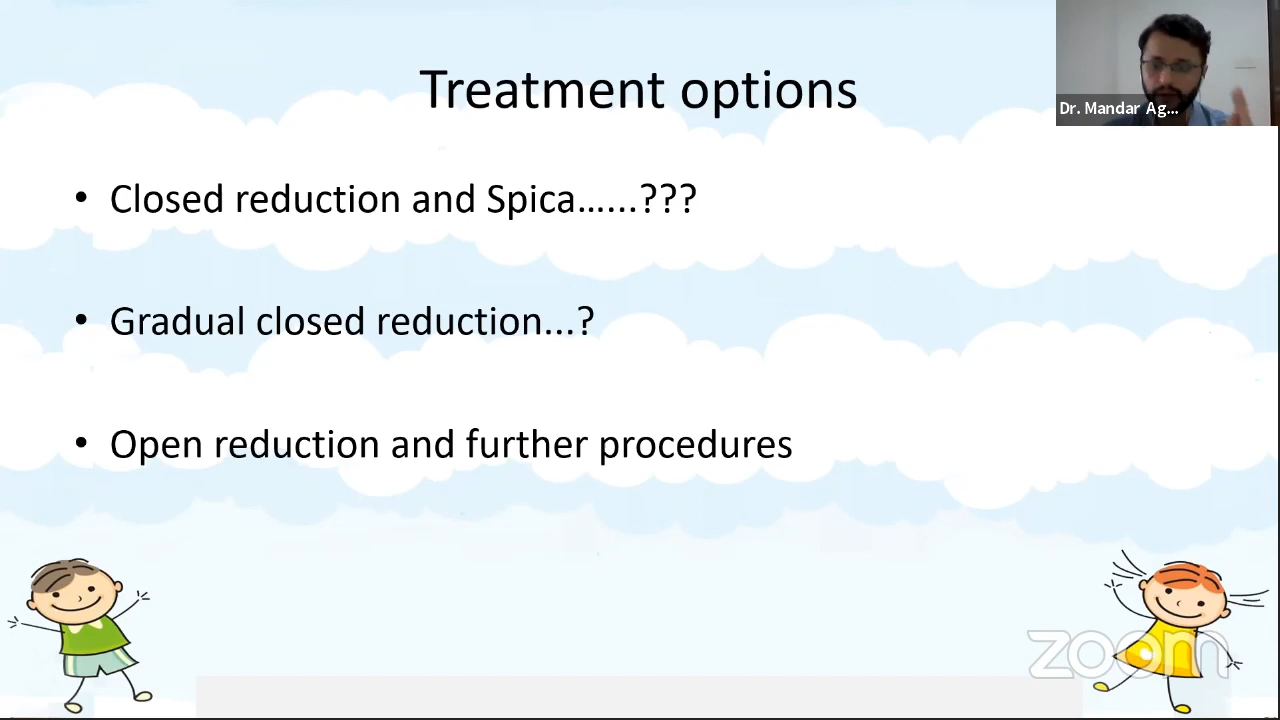 Treatment options
Dr. Mandar Ag...
• Closed reduction and Spica…...???
• Gradual closed reduction...?
• Open reduction and further procedures
zoom